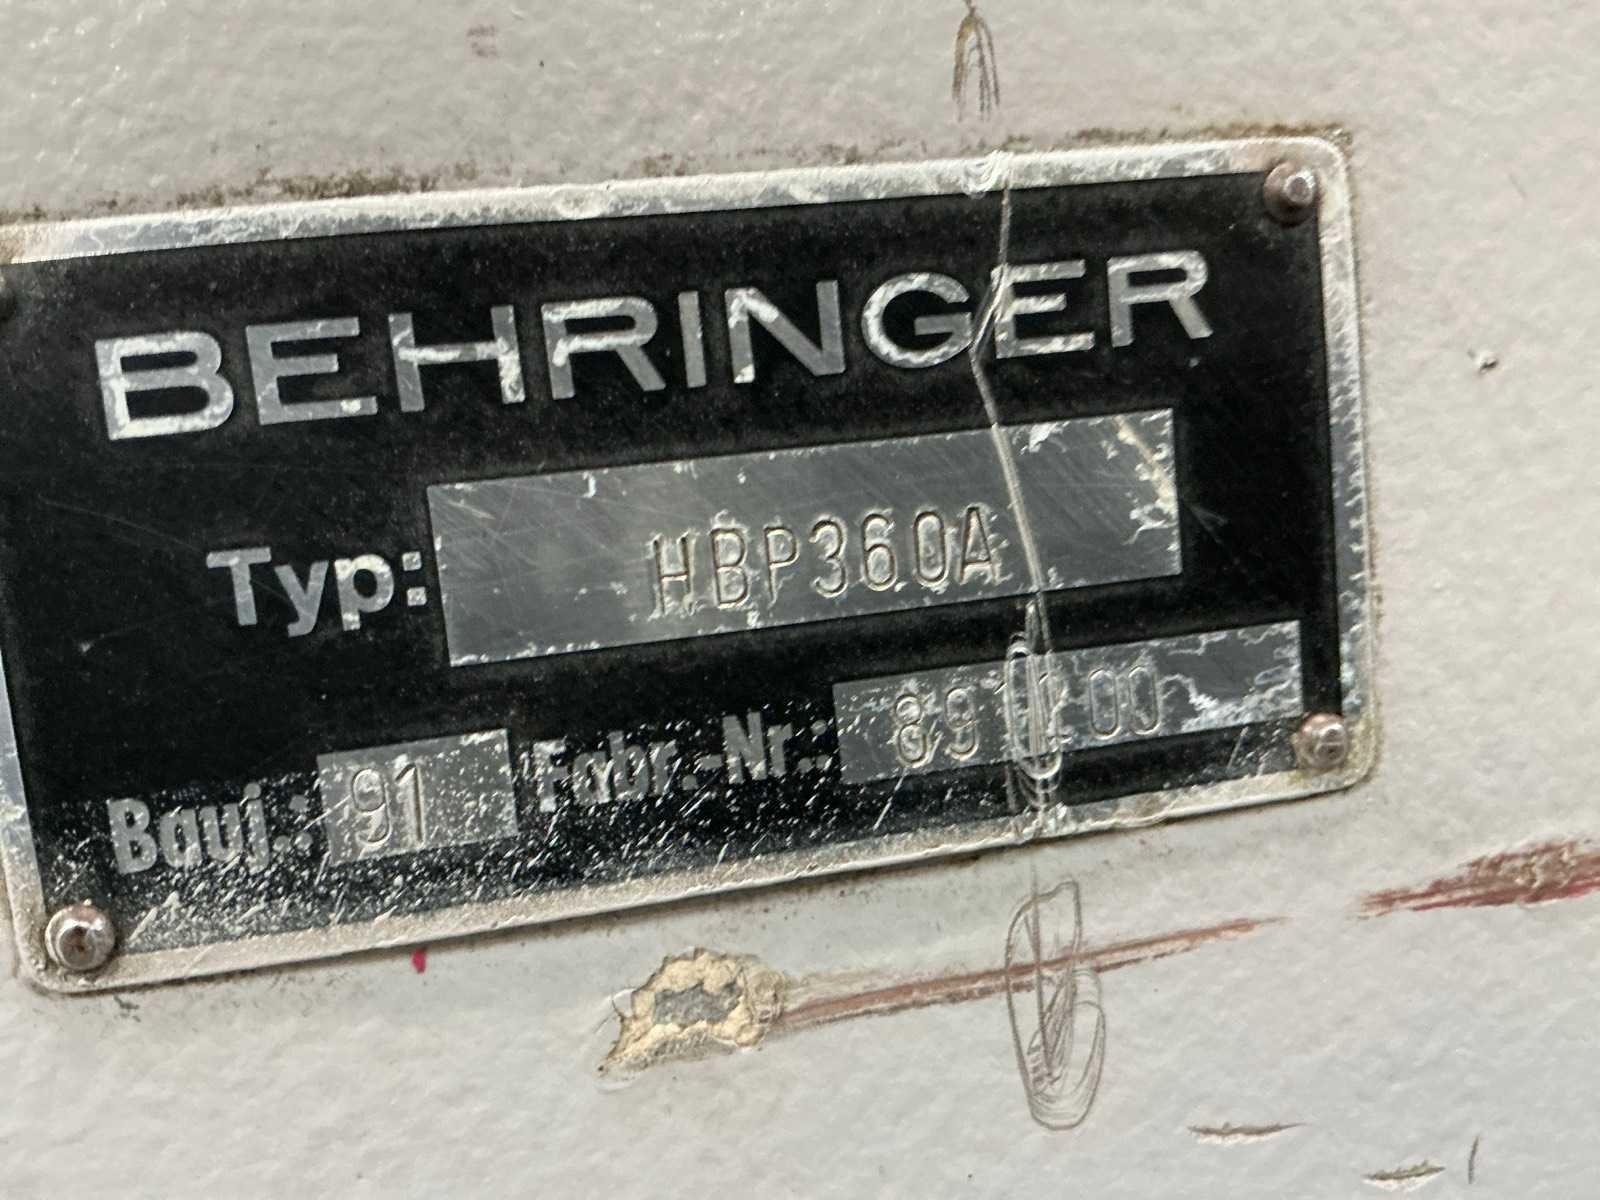 BEHRINGER
Typ: HBP360A
Bauj.: 91 Fabr.-Nr.: